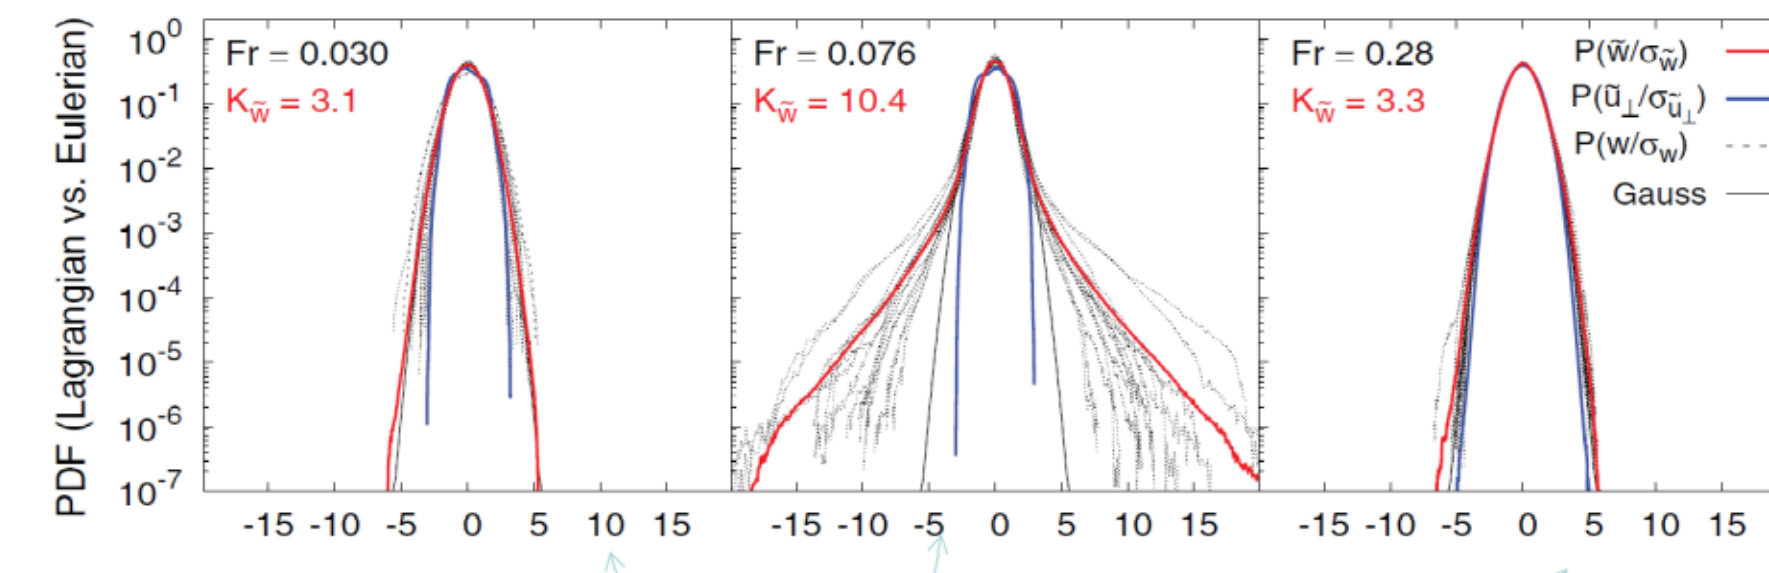 PDF (Lagrangian vs. Eulerian)
10^0
10^-1
10^-2
10^-3
10^-4
10^-5
10^-6
10^-7
Fr = 0.030
K_w̃ = 3.1
-15 -10 -5 0 5 10 15
Fr = 0.076
K_w̃ = 10.4
-15 -10 -5 0 5 10 15
Fr = 0.28
K_w̃ = 3.3
P(w̃/σ_w̃)
P(ũ_⊥/σ_ũ_⊥)
P(w/σ_w)
Gauss
-15 -10 -5 0 5 10 15